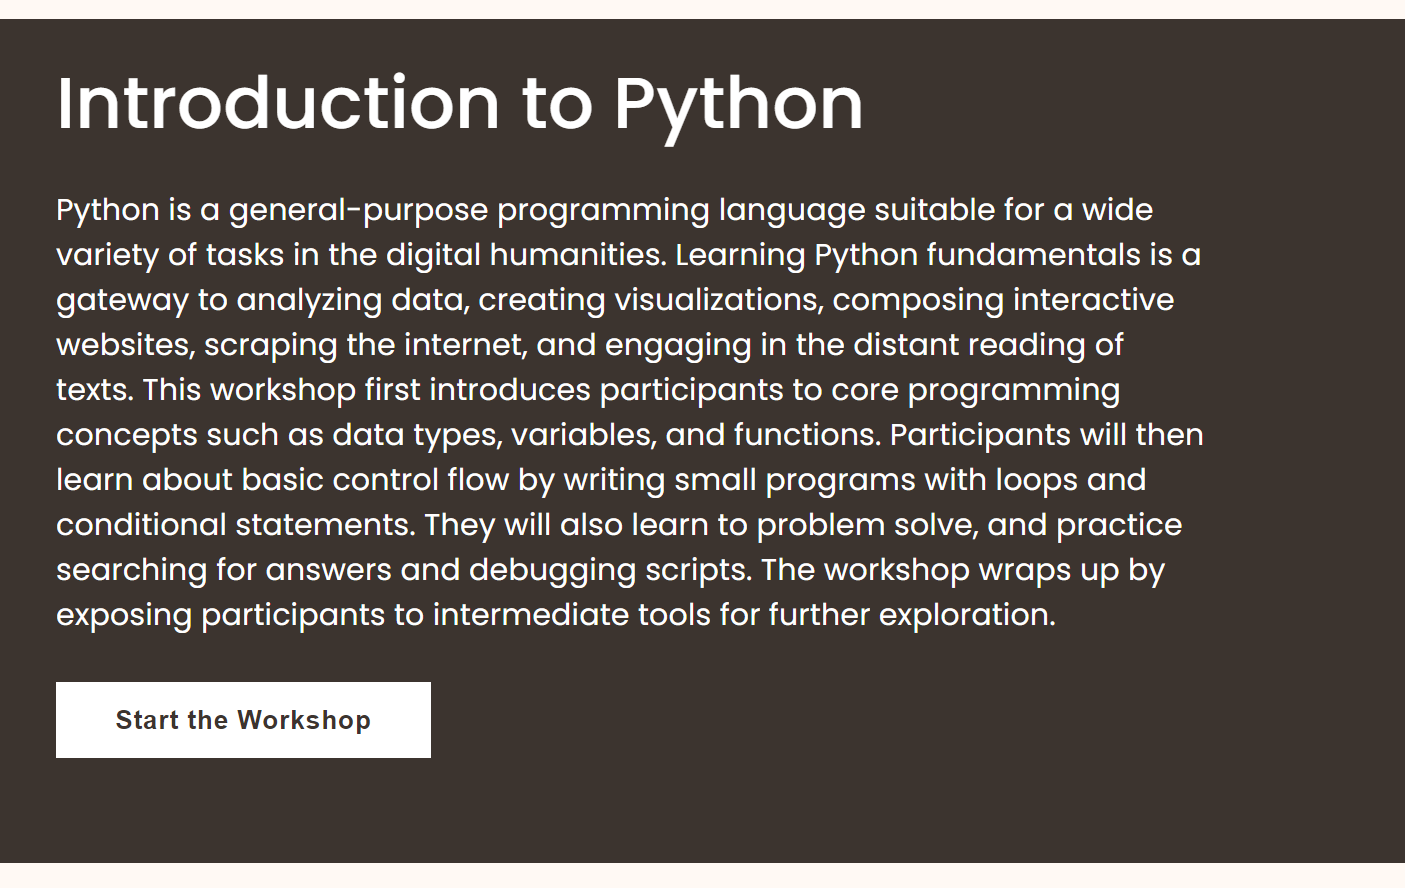 Introduction to Python
Python is a general-purpose programming language suitable for a wide
variety of tasks in the digital humanities. Learning Python fundamentals is a
gateway to analyzing data, creating visualizations, composing interactive
websites, scraping the internet, and engaging in the distant reading of
texts. This workshop first introduces participants to core programming
concepts such as data types, variables, and functions. Participants will then
learn about basic control flow by writing small programs with loops and
conditional statements. They will also learn to problem solve, and practice
searching for answers and debugging scripts. The workshop wraps up by
exposing participants to intermediate tools for further exploration.
Start the Workshop